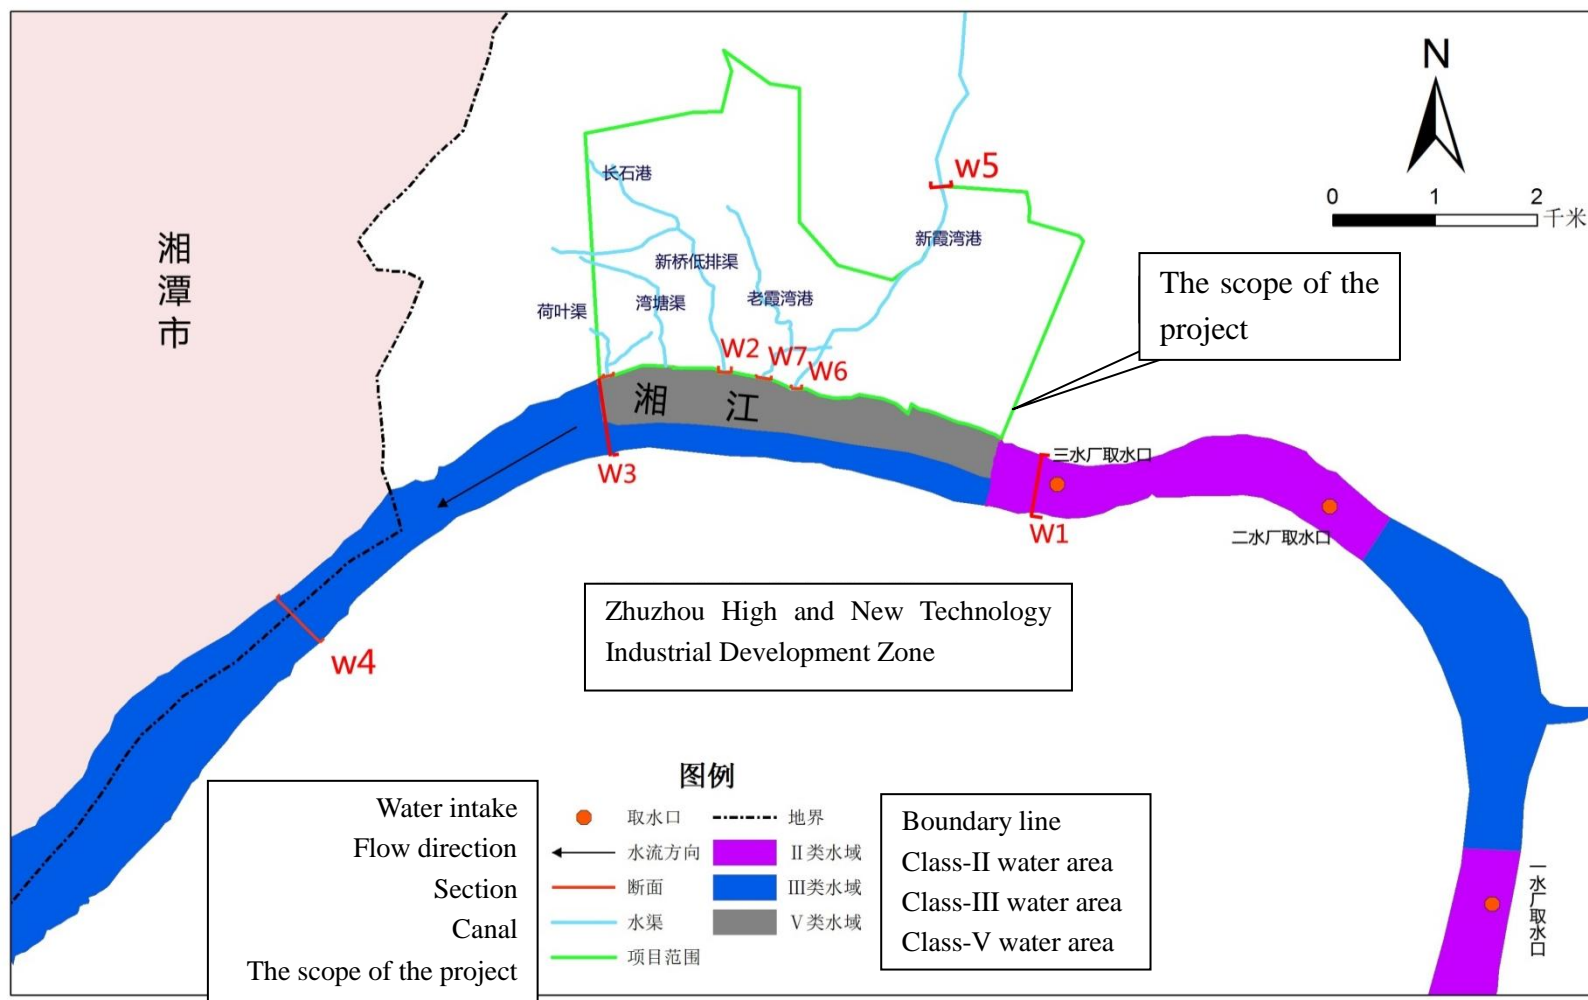 N
0 1 2
千米
长石港
w5
新霞湾港
湘
潭
市
新桥低排渠
The scope of the
project
荷叶渠
湾塘渠
老霞湾港
W2
W7
W6
湘 江
W3
三水厂取水口
W1
二水厂取水口
w4
Zhuzhou High and New Technology
Industrial Development Zone
图例
Water intake
Flow direction
Section
Canal
The scope of the project
取水口
水流方向
断面
水渠
项目范围
地界
II类水域
III类水域
V类水域
Boundary line
Class-II water area
Class-III water area
Class-V water area
一水厂取水口